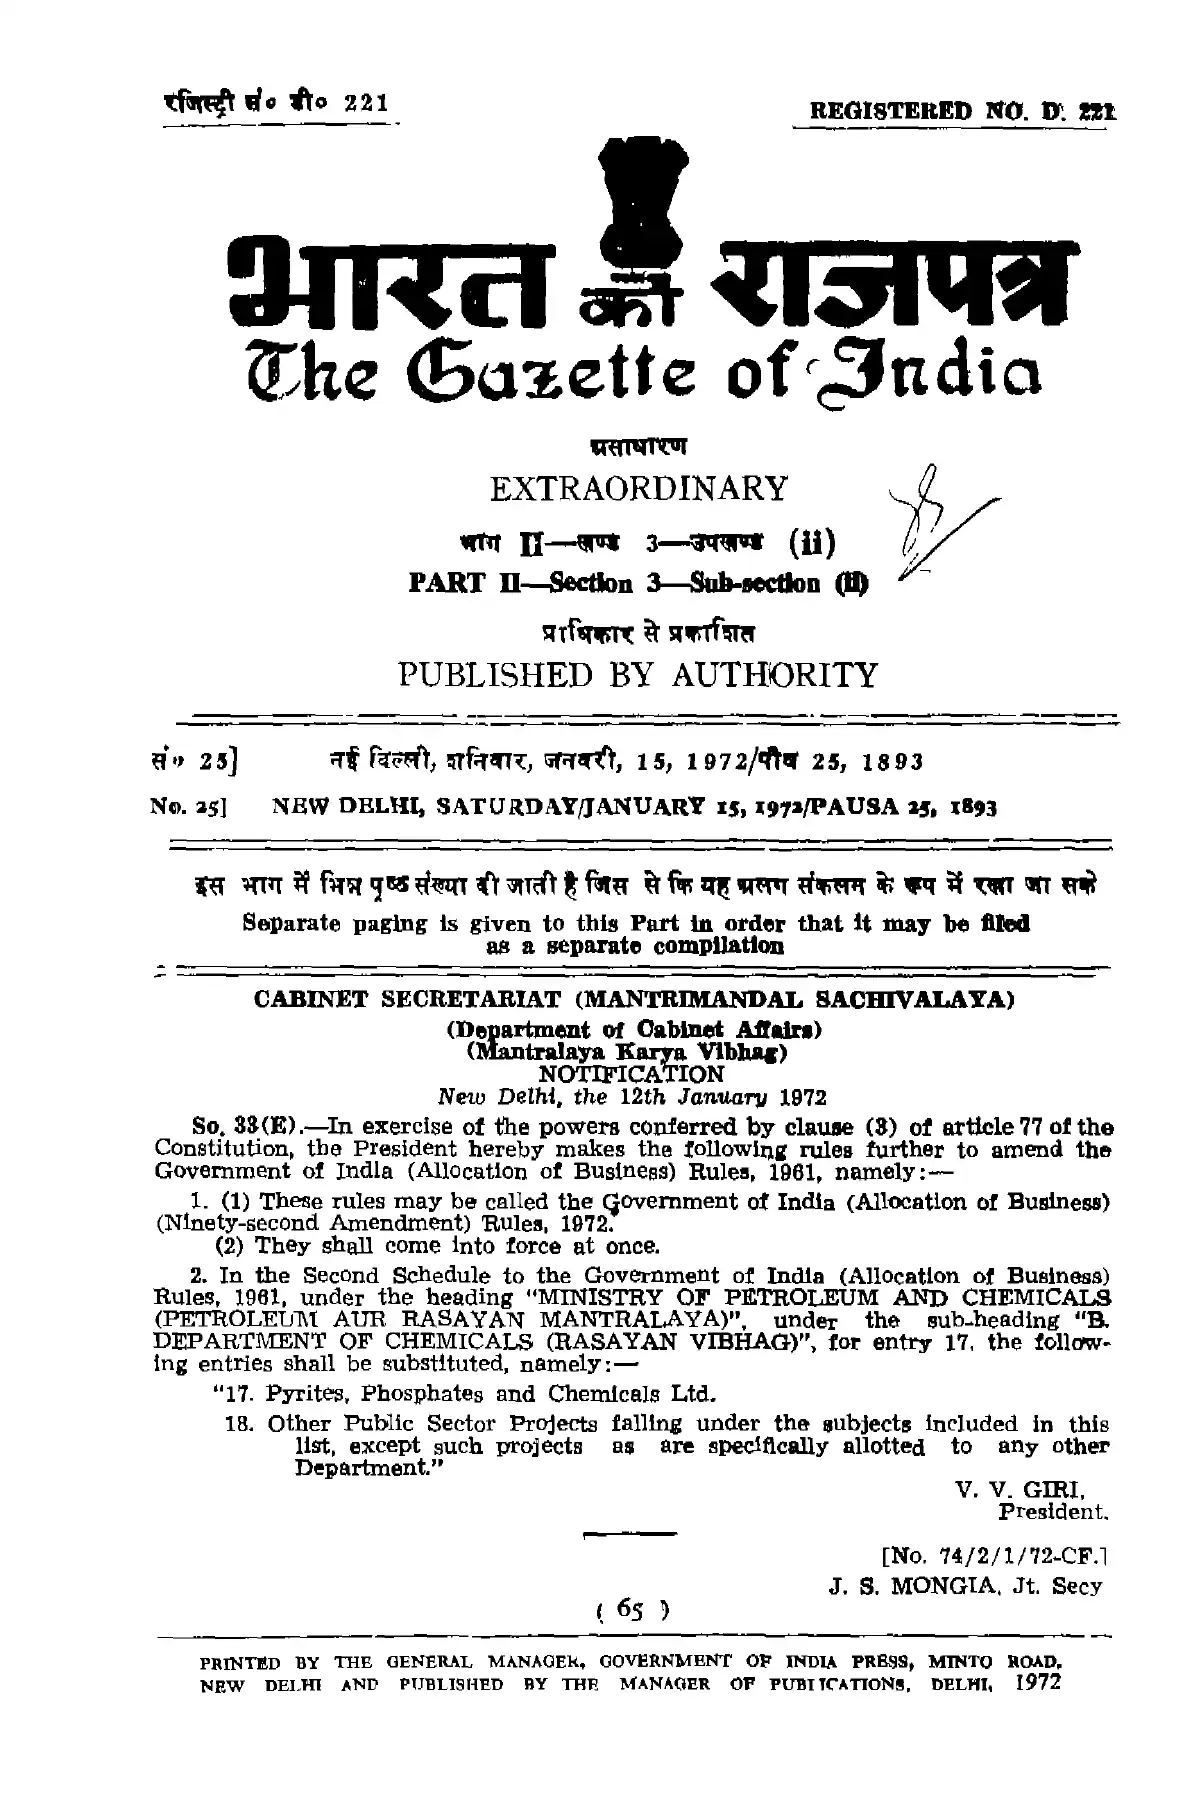 रजिस्ट्री सं० डी० 221
REGISTERED NO. D. 221
भारत का राजपत्र
The Gazette of India
असाधारण
EXTRAORDINARY
भाग II—खण्ड 3—उपखण्ड (ii)
PART II—Section 3—Sub-section (ii)
प्राधिकार से प्रकाशित
PUBLISHED BY AUTHORITY
सं० 25] नई दिल्ली, शनिवार, जनवरी, 15, 1972/पौष 25, 1893
No. 25] NEW DELHI, SATURDAY/JANUARY 15, 1972/PAUSA 25, 1893
इस भाग में भिन्न पृष्ठ संख्या दी जाती है जिस से कि यह अलग संकलन के रूप में रखा जा सके
Separate paging is given to this Part in order that it may be filed
as a separate compilation
CABINET SECRETARIAT (MANTRIMANDAL SACHIVALAYA)
(Department of Cabinet Affairs)
(Mantralaya Karya Vibhag)
NOTIFICATION
New Delhi, the 12th January 1972
So. 33(E).—In exercise of the powers conferred by clause (3) of article 77 of the
Constitution, the President hereby makes the following rules further to amend the
Government of India (Allocation of Business) Rules, 1961, namely:—
1. (1) These rules may be called the Government of India (Allocation of Business)
(Ninety-second Amendment) Rules, 1972.
(2) They shall come into force at once.
2. In the Second Schedule to the Government of India (Allocation of Business)
Rules, 1961, under the heading "MINISTRY OF PETROLEUM AND CHEMICALS
(PETROLEUM AUR RASAYAN MANTRALAYA)", under the sub-heading "B.
DEPARTMENT OF CHEMICALS (RASAYAN VIBHAG)", for entry 17, the follow-
ing entries shall be substituted, namely:—
"17. Pyrites, Phosphates and Chemicals Ltd.
18. Other Public Sector Projects falling under the subjects included in this
list, except such projects as are specifically allotted to any other
Department."
V. V. GIRI,
President.
[No. 74/2/1/72-CF.]
J. S. MONGIA, Jt. Secy
( 65 )
PRINTED BY THE GENERAL MANAGER, GOVERNMENT OF INDIA PRESS, MINTO ROAD,
NEW DELHI AND PUBLISHED BY THE MANAGER OF PUBLICATIONS, DELHI, 1972